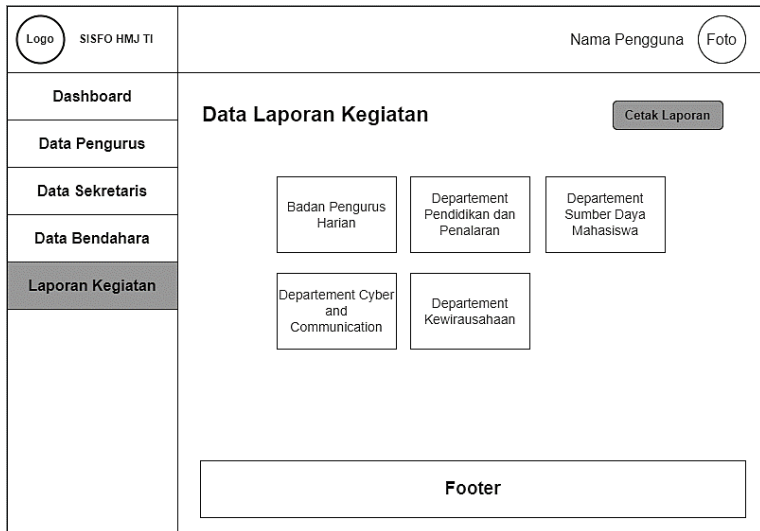 Logo
SISFO HMJ TI
Nama Pengguna
Foto
Dashboard
Data Pengurus
Data Sekretaris
Data Bendahara
Laporan Kegiatan
Data Laporan Kegiatan
Cetak Laporan
Badan Pengurus
Harian
Departement
Pendidikan dan
Penalaran
Departement
Sumber Daya
Mahasiswa
Departement Cyber
and
Communication
Departement
Kewirausahaan
Footer